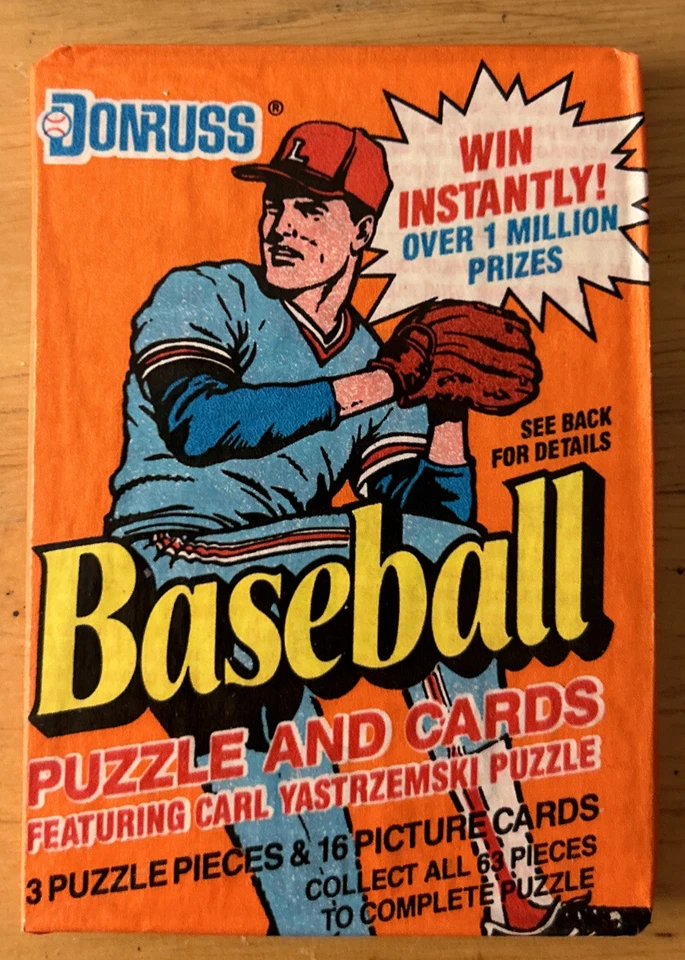 DONRUSS®
L
WIN
INSTANTLY!
OVER 1 MILLION
PRIZES
SEE BACK
FOR DETAILS
Baseball
PUZZLE AND CARDS
FEATURING CARL YASTRZEMSKI PUZZLE
3 PUZZLE PIECES & 16 PICTURE CARDS
COLLECT ALL 63 PIECES
TO COMPLETE PUZZLE